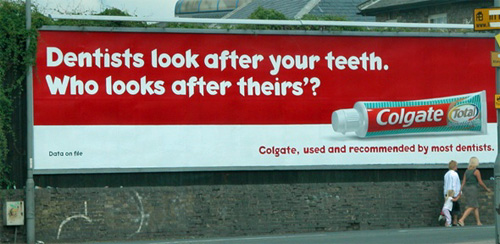 Dentists look after your teeth.
Who looks after theirs'?
Colgate Total
Data on file
Colgate, used and recommended by most dentists.